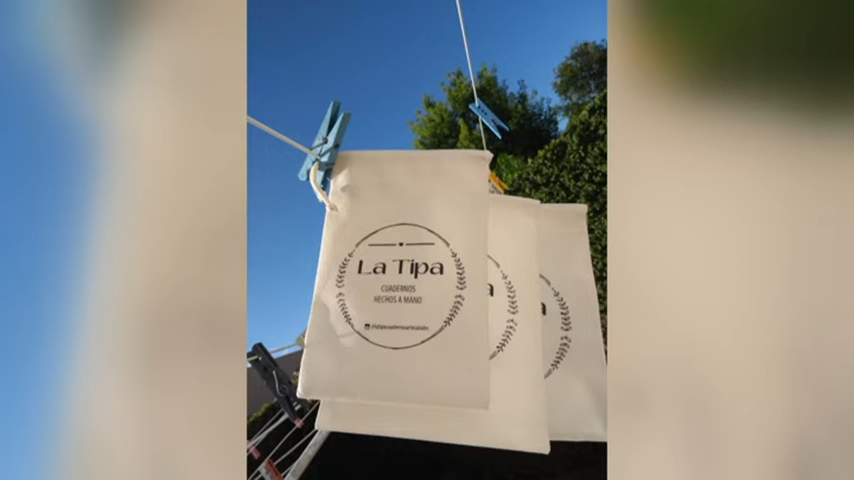 La Tipa
CUADERNOS
HECHOS A MANO
a
a